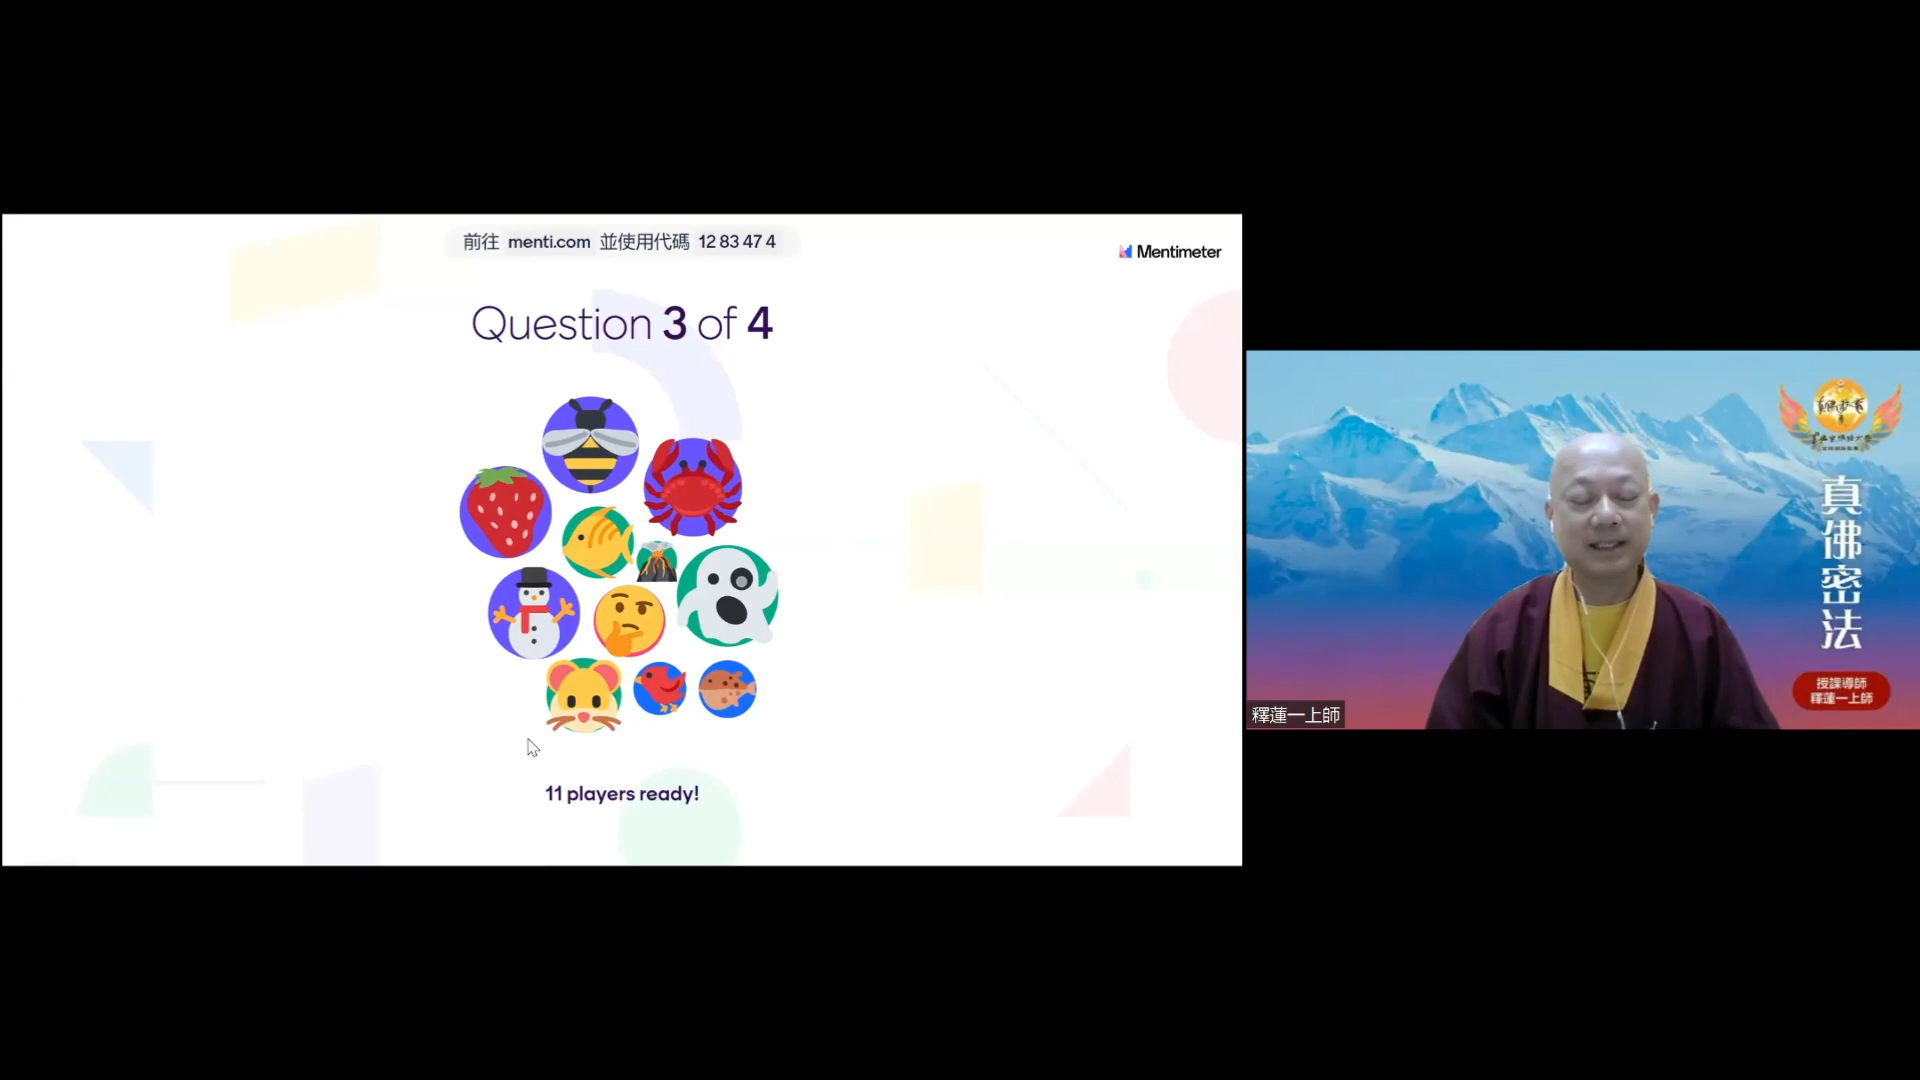 前往 menti.com 並使用代碼 12 83 47 4
Mentimeter
Question 3 of 4
11 players ready!
真佛密法
授課導師
釋蓮一上師
釋蓮一上師